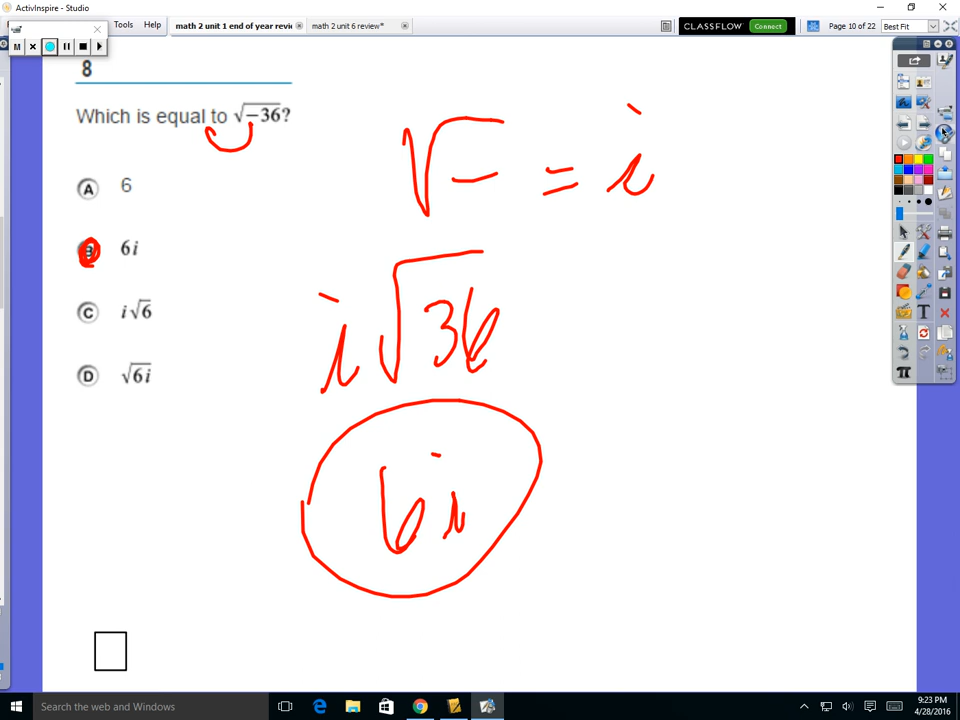 ActivInspire - Studio
Tools Help math 2 unit 1 end of year revie math 2 unit 6 review* CLASSFLOW Connect Page 10 of 22 Best Fit
M
8
Which is equal to √−36?
√− = i
A 6
B 6i
i√36
C i√6
D √6i
6i
T
π
Search the web and Windows
9:23 PM
4/28/2016